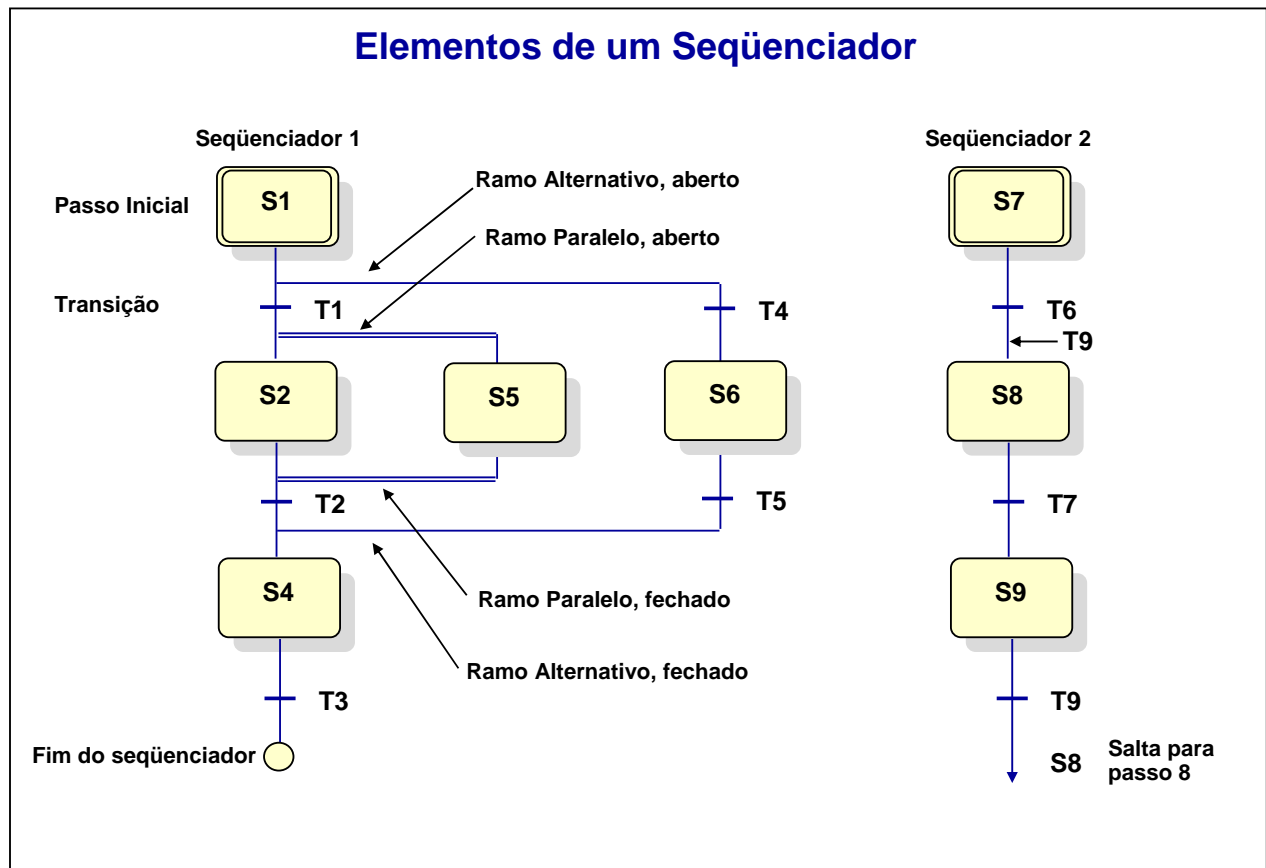 Elementos de um Seqüenciador
Seqüenciador 1
Seqüenciador 2
Passo Inicial
S1
Ramo Alternativo, aberto
S7
Ramo Paralelo, aberto
Transição
T1
T4
T6
T9
S2
S5
S6
S8
T2
T5
T7
S4
Ramo Paralelo, fechado
S9
Ramo Alternativo, fechado
T3
T9
Fim do seqüenciador
S8
Salta para
passo 8